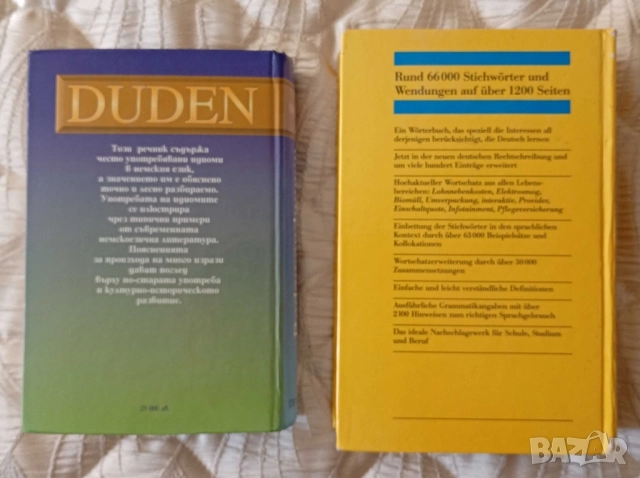 DUDEN
Този речник съдържа
често употребявани идиоми
в немския език,
а значението им е обяснено
точно и лесно разбираемо.
Употребата на идиомите
се илюстрира
чрез типични примери
от съвременната
немскоезична литература.
Поясненията
за произхода на много изрази
дават поглед
върху по-старата употреба
и културно-историческото
развитие.
Rund 66 000 Stichwörter und
Wendungen auf über 1200 Seiten
Ein Wörterbuch, das speziell die Interessen all
derjenigen berücksichtigt, die Deutsch lernen
Jetzt in der neuen deutschen Rechtschreibung und
um viele hundert Einträge erweitert
Hochaktueller Wortschatz aus allen Lebens-
bereichen: Lohnnebenkosten, Elektrosmog,
Biomüll, Umverpackung, interaktiv, Provider,
Einschaltquote, Infotainment, Pflegeversicherung
Einbettung der Stichwörter in den sprachlichen
Kontext durch über 63 000 Beispielsätze und
Kollokationen
Wortschatzerweiterung durch über 30 000
Zusammensetzungen
Einfache und leicht verständliche Definitionen
Ausführliche Grammatikangaben mit über
2 100 Hinweisen zum richtigen Sprachgebrauch
Das ideale Nachschlagewerk für Schule, Studium
und Beruf
BAZAR